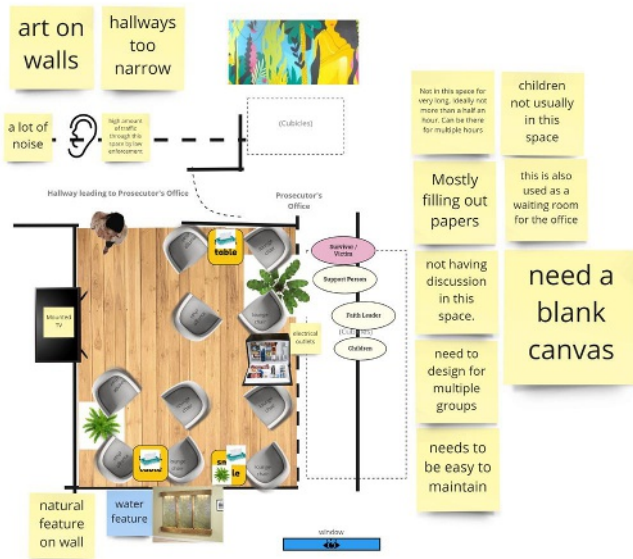 art on
walls
hallways
too
narrow
a lot of
noise
high amount
of traffic
through this
space by law
enforcement
(Cubicles)
Hallway leading to Prosecutor's Office
Prosecutor's
Office
Mounted
TV
table
Survivor /
Victim
Support Person
Faith Leader
(Cubicles)
Children
electrical
outlets
lounge
chair
table
natural
feature
on wall
water
feature
window
Not in this space for
very long. Ideally not
more than a half an
hour. Can be there
for multiple hours
children
not usually
in this
space
Mostly
filling out
papers
this is also
used as a
waiting room
for the office
not having
discussion
in this
space.
need a
blank
canvas
need to
design for
multiple
groups
needs to
be easy to
maintain